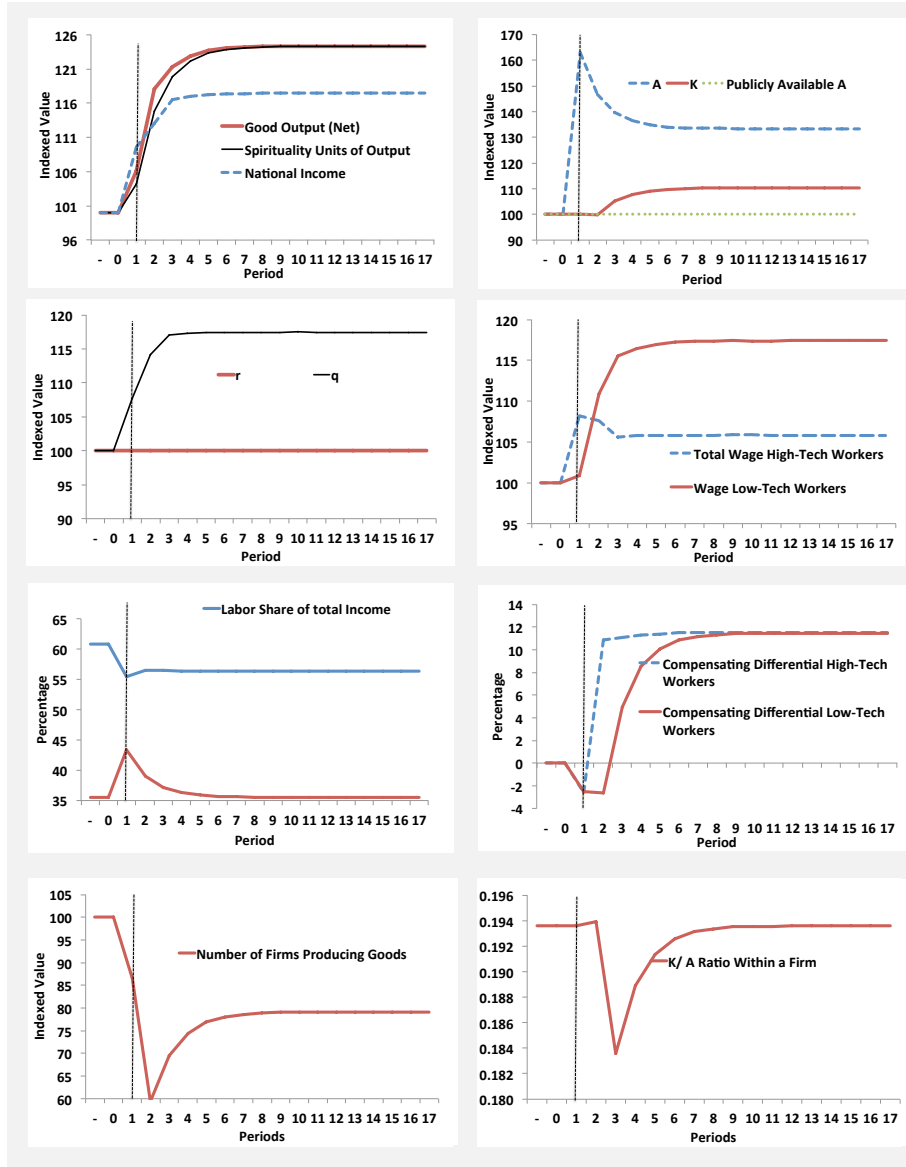 124
120
116
112
108
106
101
96
Indexed Value
Good Output (Net)
Spirituality Units of Output
National Income
- 0 1 2 3 4 5 6 7 8 9 10 11 12 13 14 15 16 17
Period
170
160
150
140
130
120
110
100
90
Indexed Value
A K Publicly Available A
- 0 1 2 3 4 5 6 7 8 9 10 11 12 13 14 15 16 17
Period
120
115
110
105
100
95
90
Indexed Value
r q
- 0 1 2 3 4 5 6 7 8 9 10 11 12 13 14 15 16 17
Period
120
115
110
105
100
95
Indexed Value
Total Wage High-Tech Workers
Wage Low-Tech Workers
- 0 1 2 3 4 5 6 7 8 9 10 11 12 13 14 15 16 17
Period
Labor Share of total Income
65
60
55
50
45
40
35
Percentage
- 0 1 2 3 4 5 6 7 8 9 10 11 12 13 14 15 16 17
Period
14
12
10
8
6
4
2
0
-2
-4
Percentage
Compensating Differential High-Tech
Workers
Compensating Differential Low-Tech
Workers
- 0 1 2 3 4 5 6 7 8 9 10 11 12 13 14 15 16 17
Period
105
100
95
90
85
80
75
70
65
60
Indexed Value
Number of Firms Producing Goods
- 0 1 2 3 4 5 6 7 8 9 10 11 12 13 14 15 16 17
Periods
0.196
0.194
0.192
0.190
0.188
0.186
0.184
0.182
0.180
K/ A Ratio Within a Firm
- 0 1 2 3 4 5 6 7 8 9 10 11 12 13 14 15 16 17
Periods